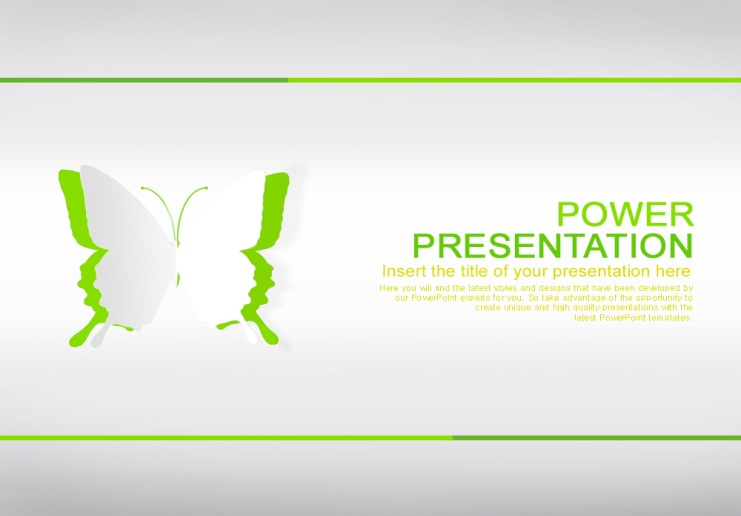 POWER
PRESENTATION
Insert the title of your presentation here
Here you will find the latest styles and designs that have been developed by
our PowerPoint experts for you. So take advantage of the opportunity to
create unique and high quality presentations with the
latest PowerPoint templates.